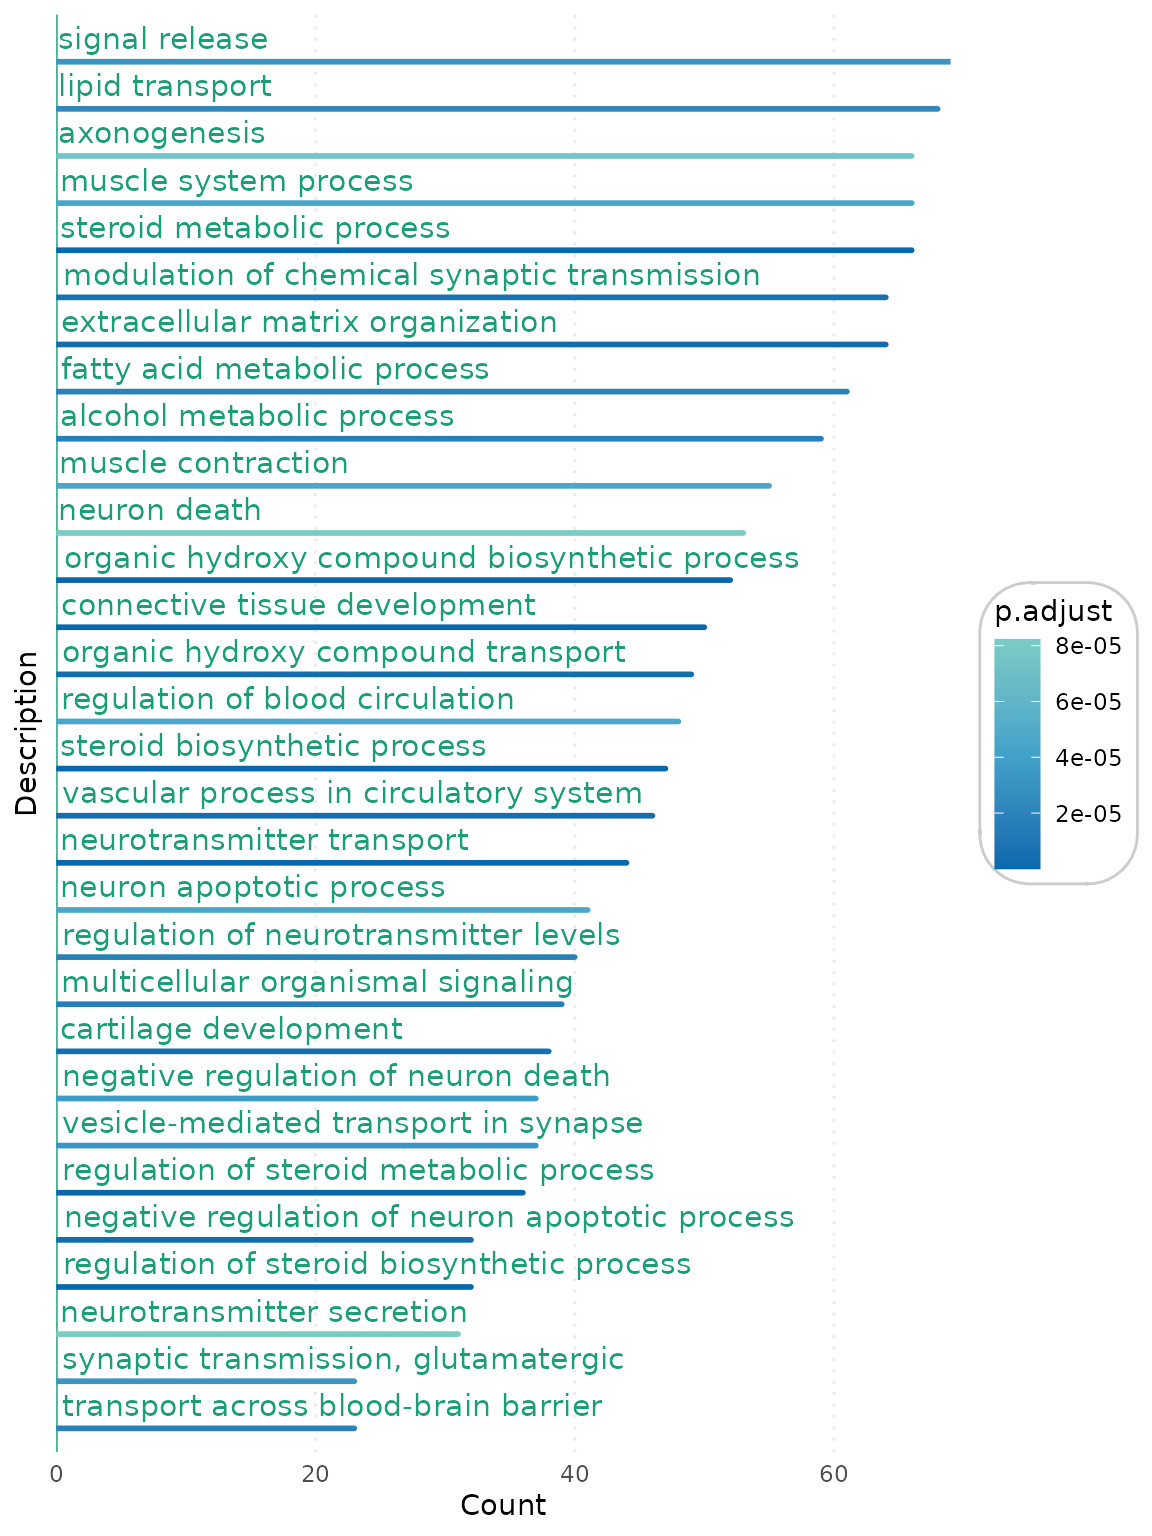 signal release
lipid transport
axonogenesis
muscle system process
steroid metabolic process
modulation of chemical synaptic transmission
extracellular matrix organization
fatty acid metabolic process
alcohol metabolic process
muscle contraction
neuron death
organic hydroxy compound biosynthetic process
connective tissue development
organic hydroxy compound transport
regulation of blood circulation
steroid biosynthetic process
vascular process in circulatory system
neurotransmitter transport
neuron apoptotic process
regulation of neurotransmitter levels
multicellular organismal signaling
cartilage development
negative regulation of neuron death
vesicle-mediated transport in synapse
regulation of steroid metabolic process
negative regulation of neuron apoptotic process
regulation of steroid biosynthetic process
neurotransmitter secretion
synaptic transmission, glutamatergic
transport across blood-brain barrier
0 20 40 60
Count
Description
p.adjust
8e-05
6e-05
4e-05
2e-05